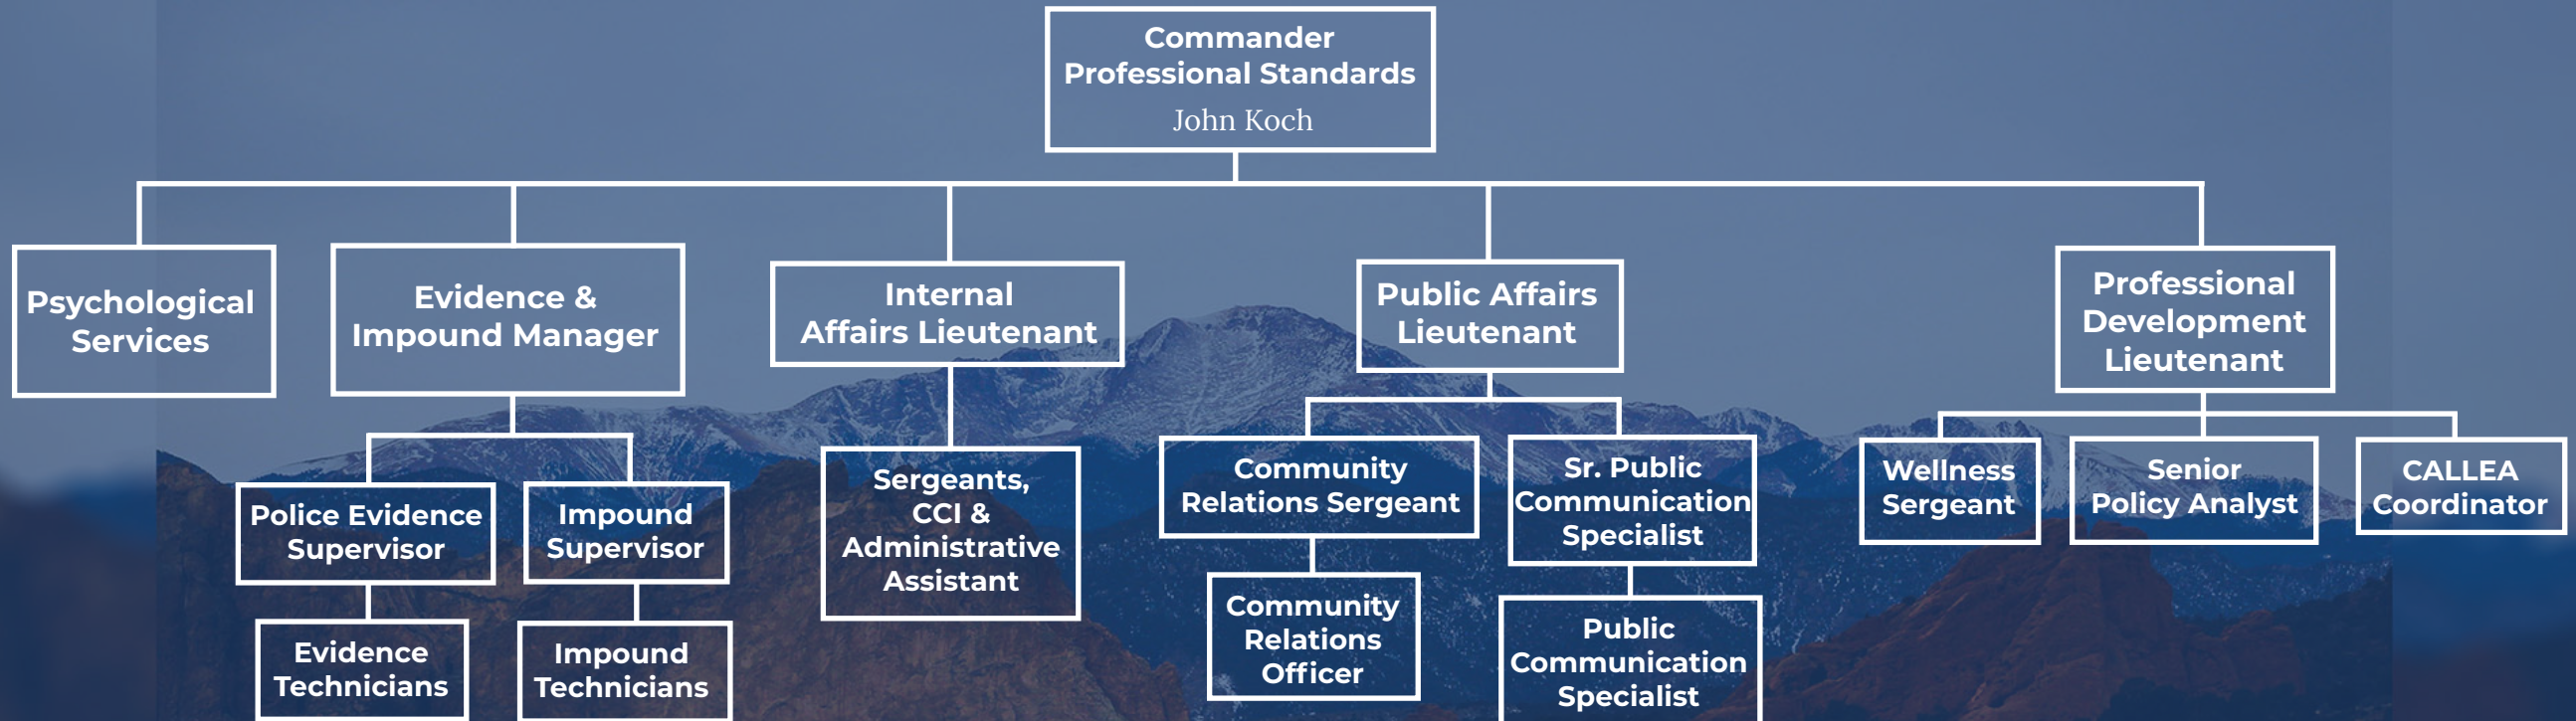 Commander
Professional Standards
John Koch
Psychological
Services
Evidence &
Impound Manager
Internal
Affairs Lieutenant
Public Affairs
Lieutenant
Professional
Development
Lieutenant
Police Evidence
Supervisor
Impound
Supervisor
Sergeants,
CCI &
Administrative
Assistant
Community
Relations Sergeant
Sr. Public
Communication
Specialist
Wellness
Sergeant
Senior
Policy Analyst
CALLEA
Coordinator
Evidence
Technicians
Impound
Technicians
Community
Relations
Officer
Public
Communication
Specialist